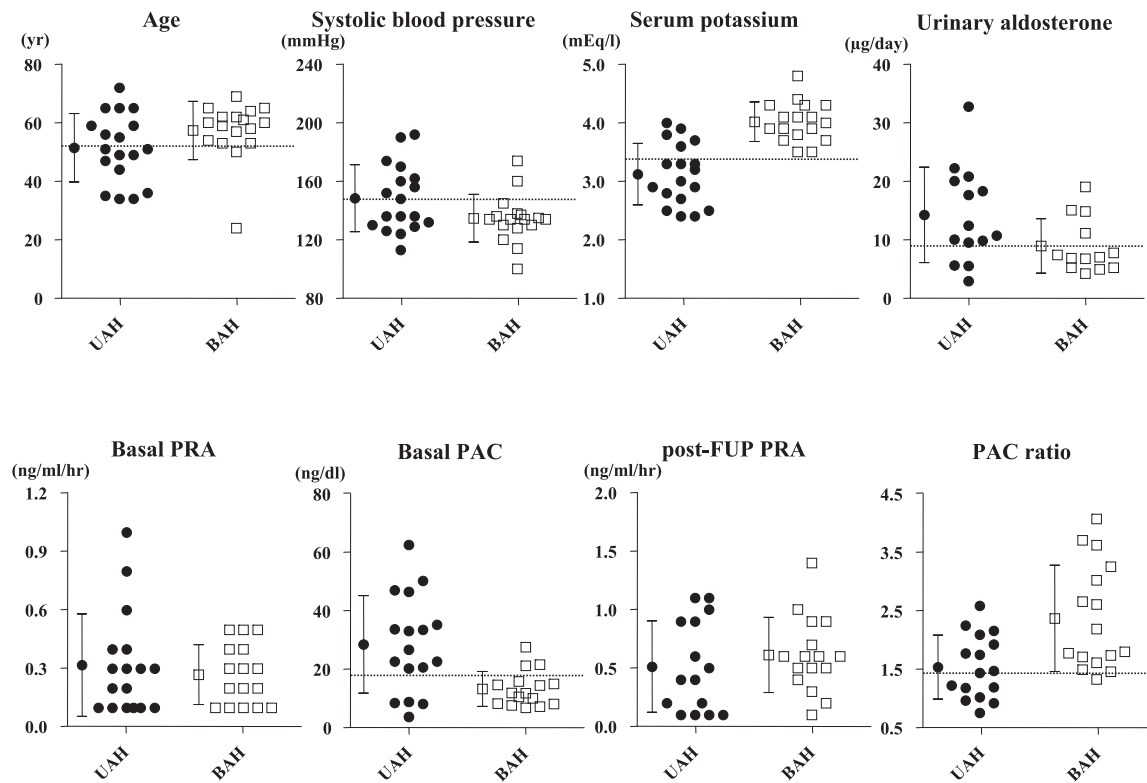 Age
Systolic blood pressure
Serum potassium
Urinary aldosterone
(yr)
(mmHg)
(mEq/l)
(μg/day)
80
60
40
20
0
UAH
BAH
240
200
160
120
80
UAH
BAH
5.0
4.0
3.0
2.0
1.0
UAH
BAH
40
30
20
10
0
UAH
BAH
Basal PRA
Basal PAC
post-FUP PRA
PAC ratio
(ng/ml/hr)
(ng/dl)
(ng/ml/hr)
1.2
0.9
0.6
0.3
0.0
UAH
BAH
80
60
40
20
0
UAH
BAH
2.0
1.5
1.0
0.5
0.0
UAH
BAH
4.5
3.5
2.5
1.5
0.5
UAH
BAH